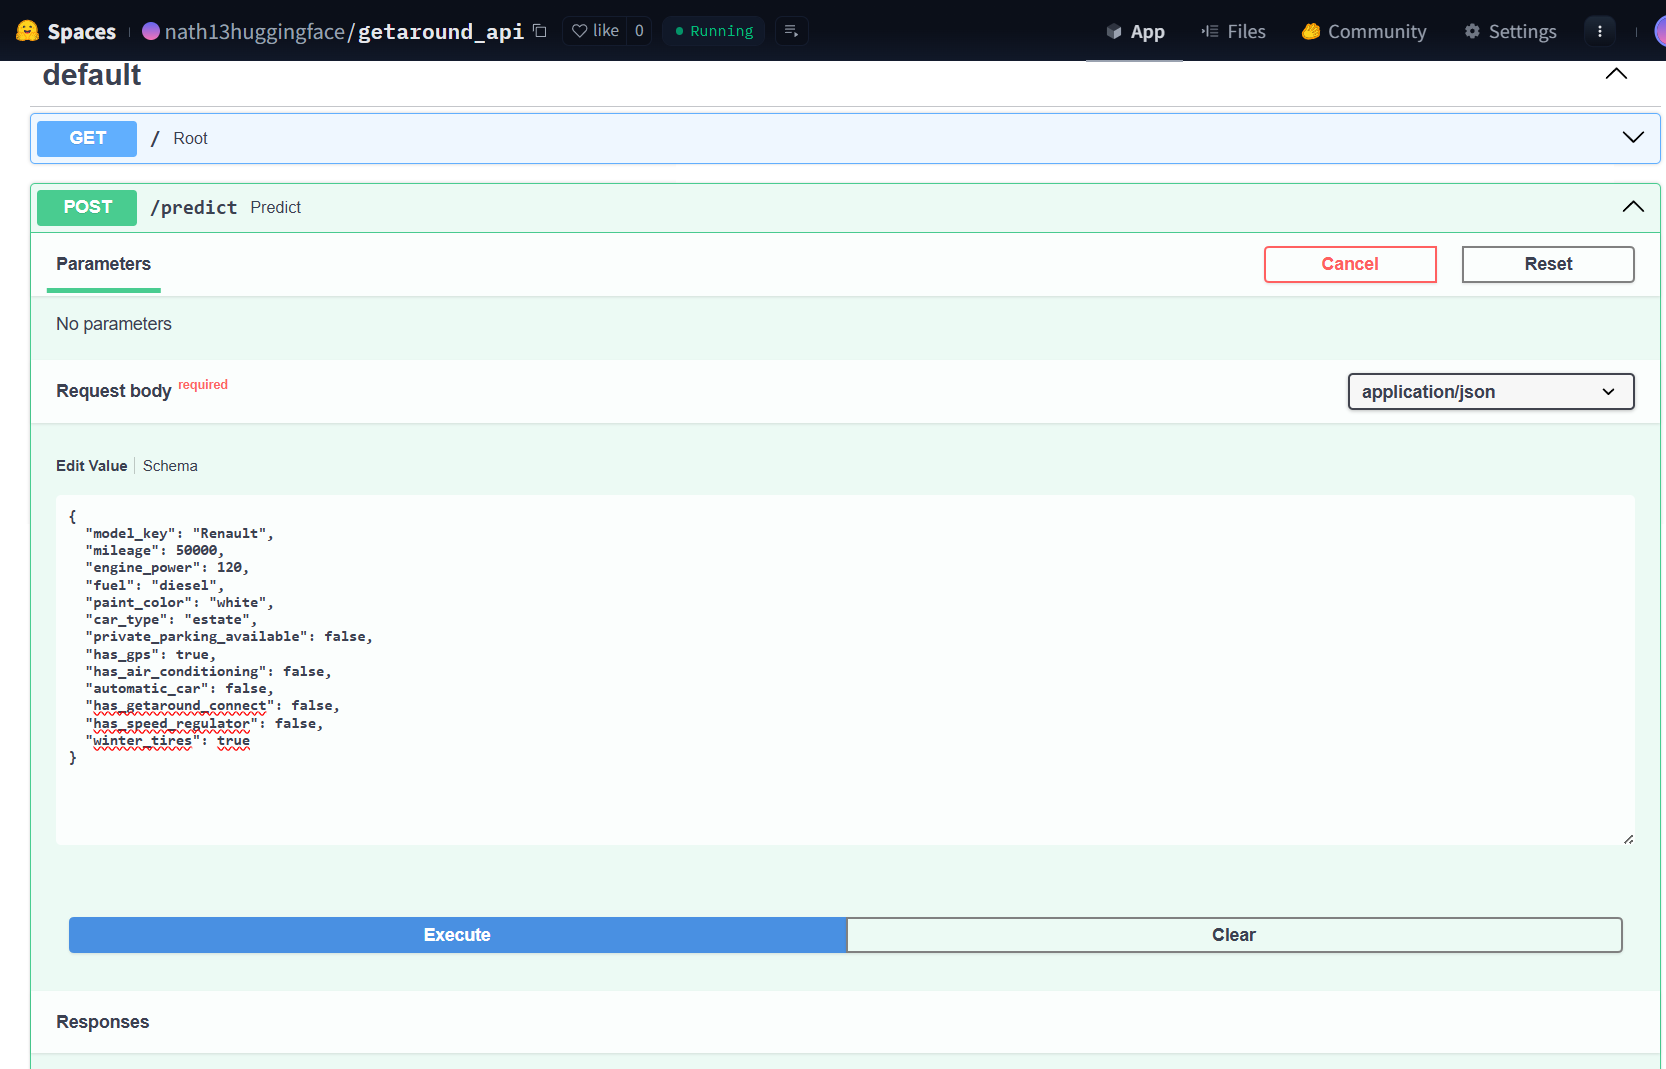 Spaces nath13huggingface/getaround_api like 0 Running App Files Community Settings
default
GET / Root
POST /predict Predict
Parameters Cancel Reset
No parameters
Request body required application/json
Edit Value Schema
{
"model_key": "Renault",
"mileage": 50000,
"engine_power": 120,
"fuel": "diesel",
"paint_color": "white",
"car_type": "estate",
"private_parking_available": false,
"has_gps": true,
"has_air_conditioning": false,
"automatic_car": false,
"has_getaround_connect": false,
"has_speed_regulator": false,
"winter_tires": true
}
Execute Clear
Responses